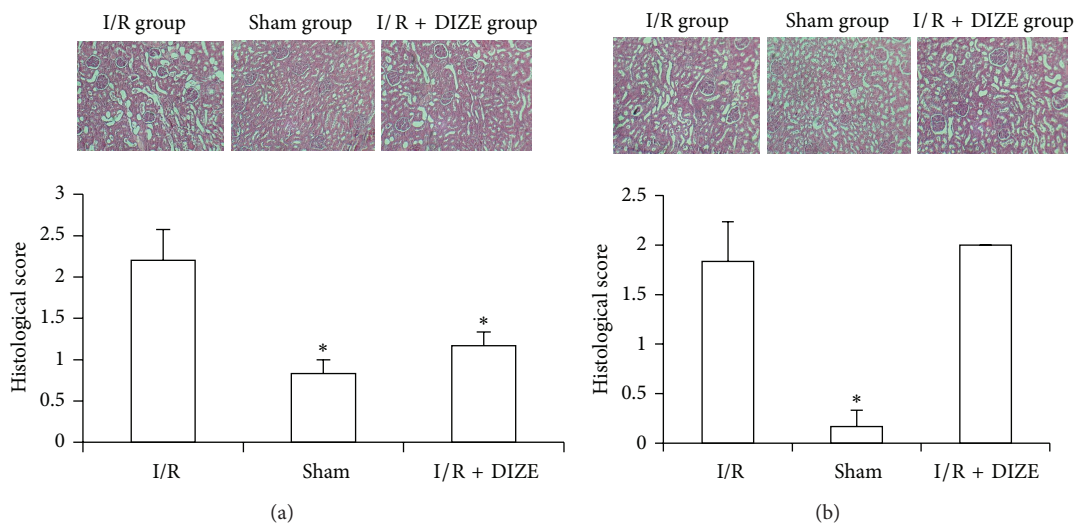 I/R group Sham group I/R + DIZE group
3
2.5
2
1.5
1
0.5
0
Histological score
*
*
I/R Sham I/R + DIZE
(a)
I/R group Sham group I/R + DIZE group
2.5
2
1.5
1
0.5
0
Histological score
*
I/R Sham I/R + DIZE
(b)